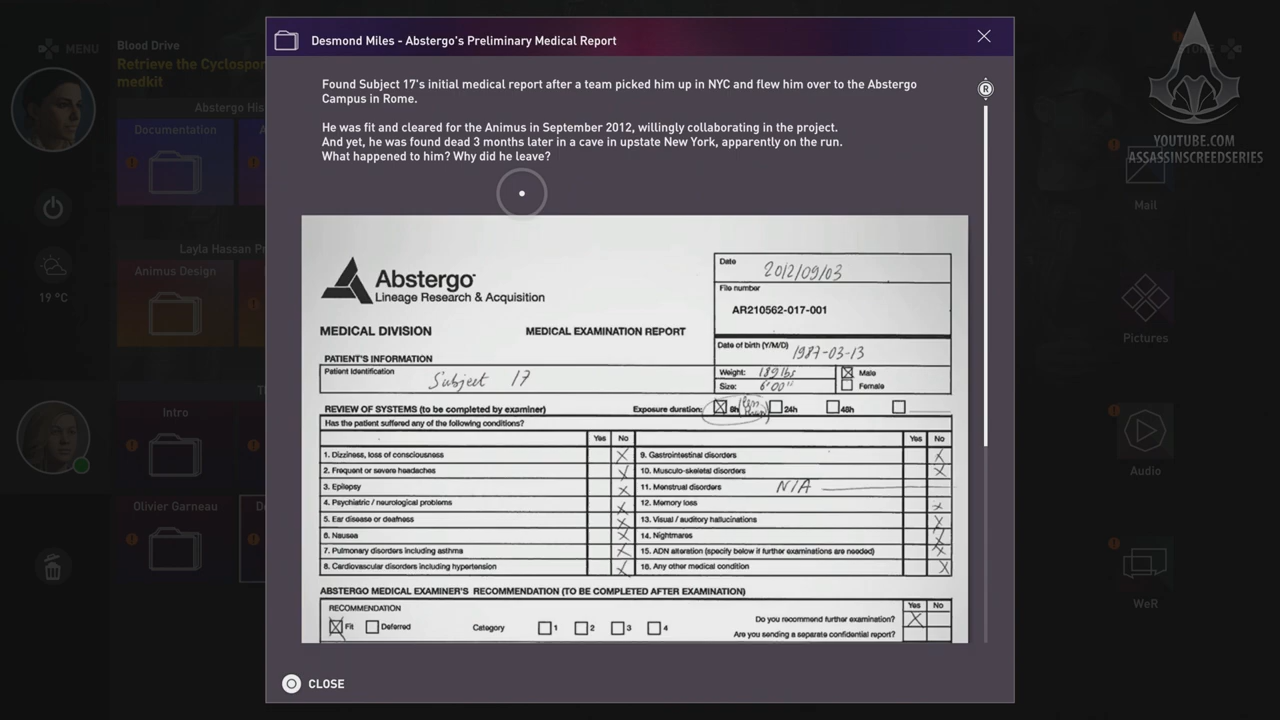 Desmond Miles - Abstergo's Preliminary Medical Report
MENU
Blood Drive
Retrieve the Cyclospor
medkit
Abstergo His
Documentation
19 °C
Layla Hassan Pr
Animus Design
Intro
Olivier Garneau
Found Subject 17's initial medical report after a team picked him up in NYC and flew him over to the Abstergo
Campus in Rome.
He was fit and cleared for the Animus in September 2012, willingly collaborating in the project.
And yet, he was found dead 3 months later in a cave in upstate New York, apparently on the run.
What happened to him? Why did he leave?
R
Abstergo
Lineage Research & Acquisition
Date
2012/09/03
File number
AR210562-017-001
MEDICAL DIVISION
MEDICAL EXAMINATION REPORT
Date of birth (Y/M/D)
1987-03-13
PATIENT'S INFORMATION
Patient Identification
Subject 17
Weight: 189 lbs
Male
Size: 6'00"
Female
REVIEW OF SYSTEMS (to be completed by examiner)
Exposure duration: 8h 24h 48h
Has the patient suffered any of the following conditions?
Yes No
Yes No
1. Dizziness, loss of consciousness
2. Frequent or severe headaches
3. Epilepsy
4. Psychiatric / neurological problems
5. Ear disease or deafness
6. Nausea
7. Pulmonary disorders including asthma
8. Cardiovascular disorders including hypertension
9. Gastrointestinal disorders
10. Musculo-skeletal disorders
11. Menstrual disorders N/A
12. Memory loss
13. Visual / auditory hallucinations
14. Nightmares
15. ADN alteration (specify below if further examinations are needed)
16. Any other medical condition
ABSTERGO MEDICAL EXAMINER'S RECOMMENDATION (TO BE COMPLETED AFTER EXAMINATION)
RECOMMENDATION
Fit Deferred Category 1 2 3 4
Yes No
Do you recommend further examination?
Are you sending a separate confidential report?
CLOSE
YOUTUBE.COM
ASSASSINSCREEDSERIES
Mail
Pictures
Audio
WeR